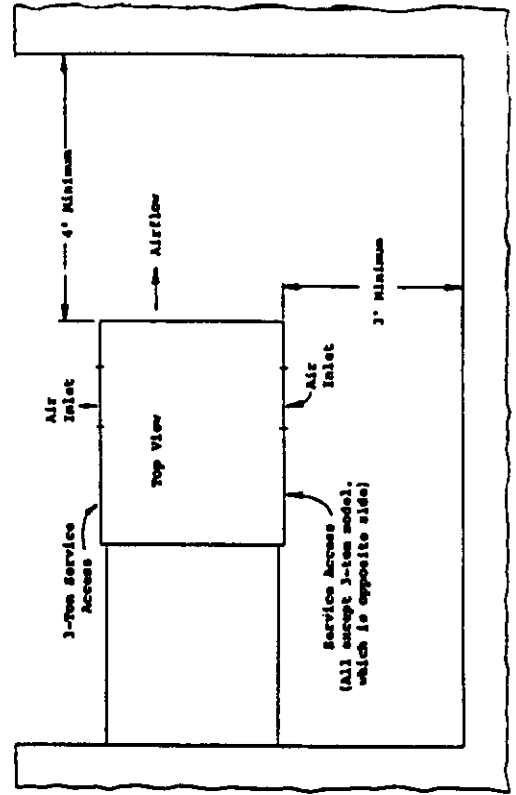 3-Ton Service
Access
Air
Inlet
4' Minimum
Top View
Airflow
Service Access
(All except 3-ton model,
which is opposite side)
Air
Inlet
3' Minimum